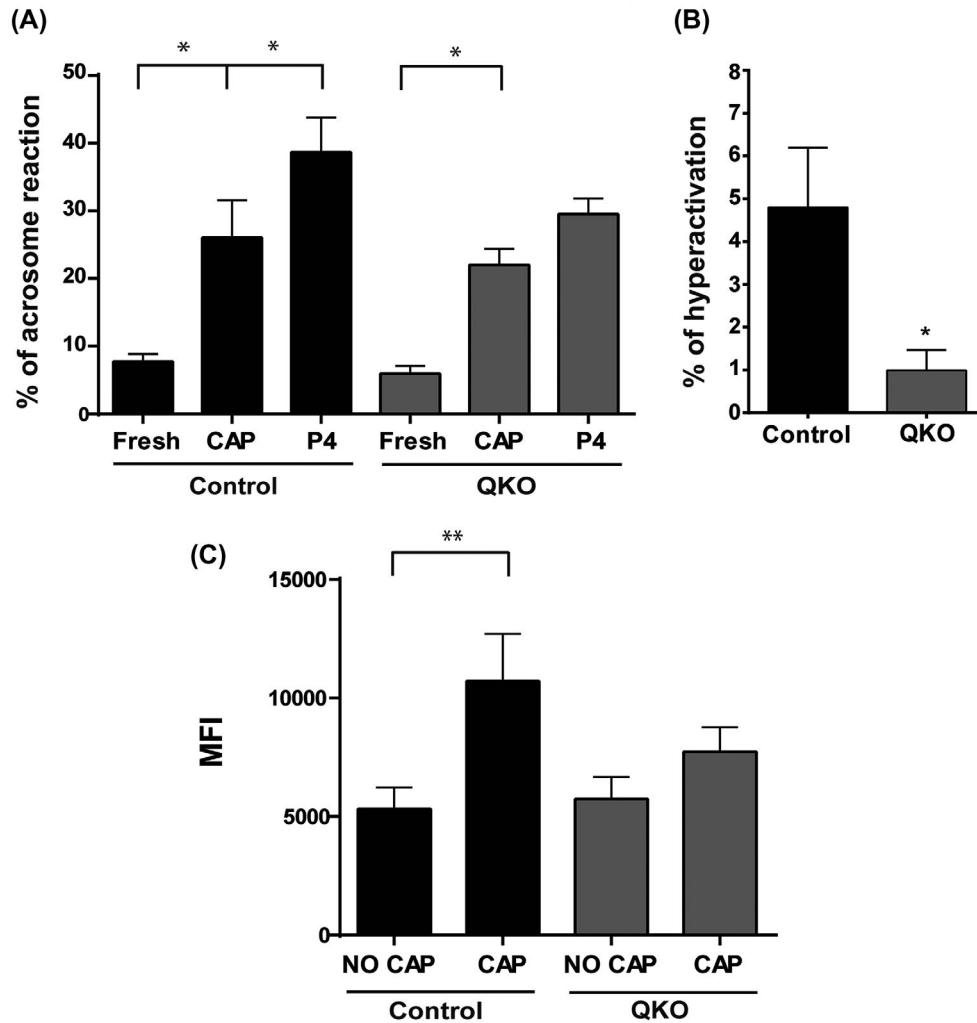 (A)
* * *
% of acrosome reaction
50
40
30
20
10
0
Fresh CAP P4 Fresh CAP P4
Control QKO
(B)
% of hyperactivation
8
7
6
5
4
3
2
1
0
*
Control QKO
(C)
**
MFI
15000
10000
5000
0
NO CAP CAP NO CAP CAP
Control QKO